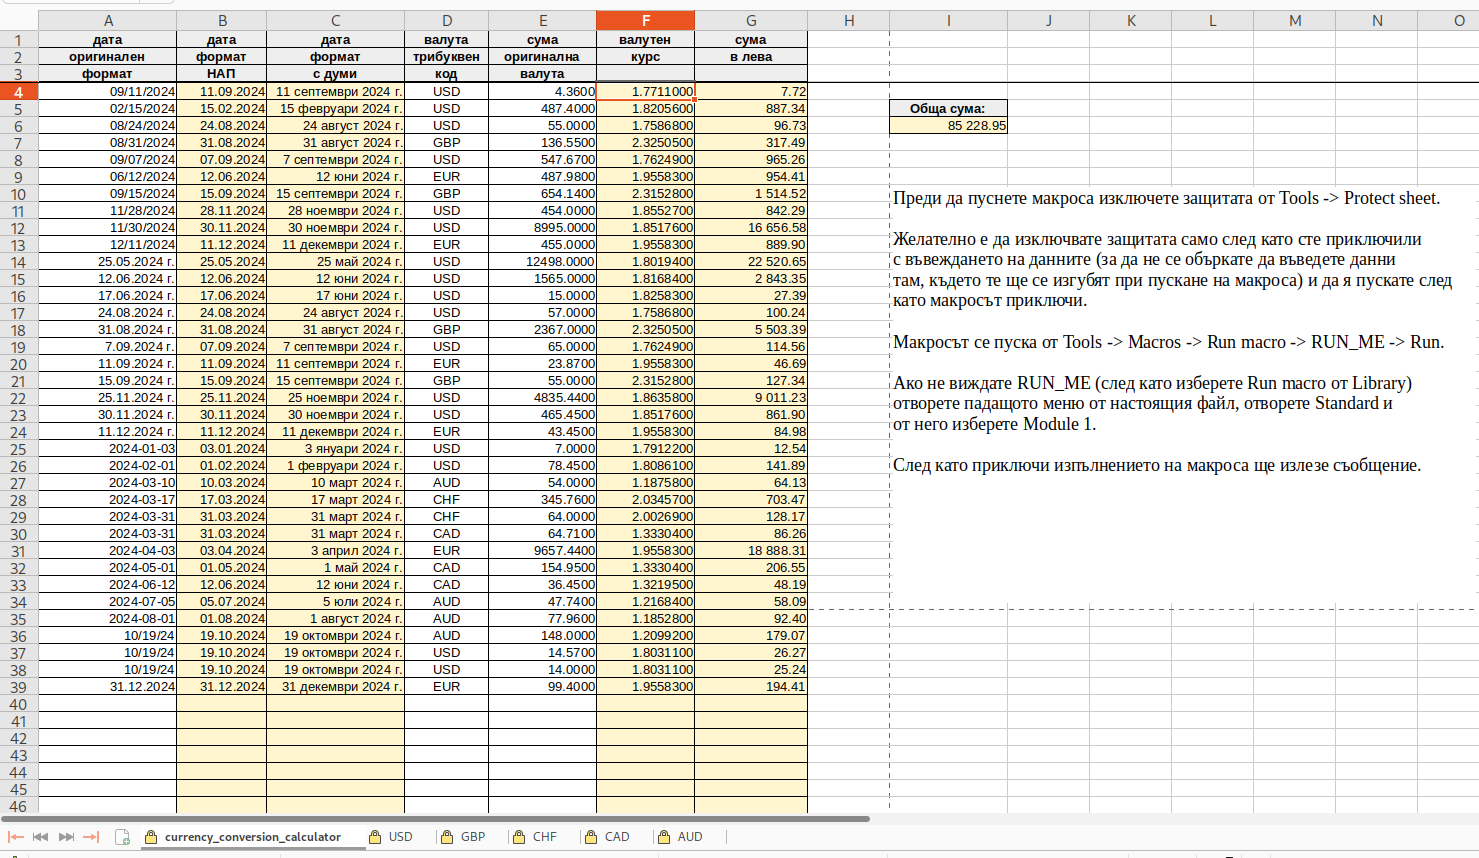 A B C D E F G H I J K L M N O
1 дата дата дата валута сума валутен сума
2 оригинален формат формат трибуквен оригинална курс в лева
3 формат НАП с думи код валута
4 09/11/2024 11.09.2024 11 септември 2024 г. USD 4.3600 1.7711000 7.72
5 02/15/2024 15.02.2024 15 февруари 2024 г. USD 487.4000 1.8205600 887.34 Обща сума:
6 08/24/2024 24.08.2024 24 август 2024 г. USD 55.0000 1.7586800 96.73 85 228.95
7 08/31/2024 31.08.2024 31 август 2024 г. GBP 136.5500 2.3250500 317.49
8 09/07/2024 07.09.2024 7 септември 2024 г. USD 547.6700 1.7624900 965.26
9 06/12/2024 12.06.2024 12 юни 2024 г. EUR 487.9800 1.9558300 954.41
10 09/15/2024 15.09.2024 15 септември 2024 г. GBP 654.1400 2.3152800 1 514.52
11 11/28/2024 28.11.2024 28 ноември 2024 г. USD 454.0000 1.8552700 842.29
12 11/30/2024 30.11.2024 30 ноември 2024 г. USD 8995.0000 1.8517600 16 656.58
13 12/11/2024 11.12.2024 11 декември 2024 г. EUR 455.0000 1.9558300 889.90
14 25.05.2024 г. 25.05.2024 25 май 2024 г. USD 12498.0000 1.8019400 22 520.65
15 12.06.2024 г. 12.06.2024 12 юни 2024 г. USD 1565.0000 1.8168400 2 843.35
16 17.06.2024 г. 17.06.2024 17 юни 2024 г. USD 15.0000 1.8258300 27.39
17 24.08.2024 г. 24.08.2024 24 август 2024 г. USD 57.0000 1.7586800 100.24
18 31.08.2024 г. 31.08.2024 31 август 2024 г. GBP 2367.0000 2.3250500 5 503.39
19 7.09.2024 г. 07.09.2024 7 септември 2024 г. USD 65.0000 1.7624900 114.56
20 11.09.2024 г. 11.09.2024 11 септември 2024 г. EUR 23.8700 1.9558300 46.69
21 15.09.2024 г. 15.09.2024 15 септември 2024 г. GBP 55.0000 2.3152800 127.34
22 25.11.2024 г. 25.11.2024 25 ноември 2024 г. USD 4835.4400 1.8635800 9 011.23
23 30.11.2024 г. 30.11.2024 30 ноември 2024 г. USD 465.4500 1.8517600 861.90
24 11.12.2024 г. 11.12.2024 11 декември 2024 г. EUR 43.4500 1.9558300 84.98
25 2024-01-03 03.01.2024 3 януари 2024 г. USD 7.0000 1.7912200 12.54
26 2024-02-01 01.02.2024 1 февруари 2024 г. USD 78.4500 1.8086100 141.89
27 2024-03-10 10.03.2024 10 март 2024 г. AUD 54.0000 1.1875800 64.13
28 2024-03-17 17.03.2024 17 март 2024 г. CHF 345.7600 2.0345700 703.47
29 2024-03-31 31.03.2024 31 март 2024 г. CHF 64.0000 2.0026900 128.17
30 2024-03-31 31.03.2024 31 март 2024 г. CAD 64.7100 1.3330400 86.26
31 2024-04-03 03.04.2024 3 април 2024 г. EUR 9657.4400 1.9558300 18 888.31
32 2024-05-01 01.05.2024 1 май 2024 г. CAD 154.9500 1.3330400 206.55
33 2024-06-12 12.06.2024 12 юни 2024 г. CAD 36.4500 1.3219500 48.19
34 2024-07-05 05.07.2024 5 юли 2024 г. AUD 47.7400 1.2168400 58.09
35 2024-08-01 01.08.2024 1 август 2024 г. AUD 77.9600 1.1852800 92.40
36 10/19/24 19.10.2024 19 октомври 2024 г. AUD 148.0000 1.2099200 179.07
37 10/19/24 19.10.2024 19 октомври 2024 г. USD 14.5700 1.8031100 26.27
38 10/19/24 19.10.2024 19 октомври 2024 г. USD 14.0000 1.8031100 25.24
39 31.12.2024 31.12.2024 31 декември 2024 г. EUR 99.4000 1.9558300 194.41
40
41
42
43
44
45
46
Преди да пуснете макроса изключете защитата от Tools -> Protect sheet.
Желателно е да изключвате защитата само след като сте приключили
с въвеждането на данните (за да не се объркате да въведете данни
там, където те ще се изгубят при пускане на макроса) и да я пускате след
като макросът приключи.
Макросът се пуска от Tools -> Macros -> Run macro -> RUN_ME -> Run.
Ако не виждате RUN_ME (след като изберете Run macro от Library)
отворете падащото меню от настоящия файл, отворете Standard и
от него изберете Module 1.
След като приключи изпълнението на макроса ще излезе съобщение.
currency_conversion_calculator USD GBP CHF CAD AUD